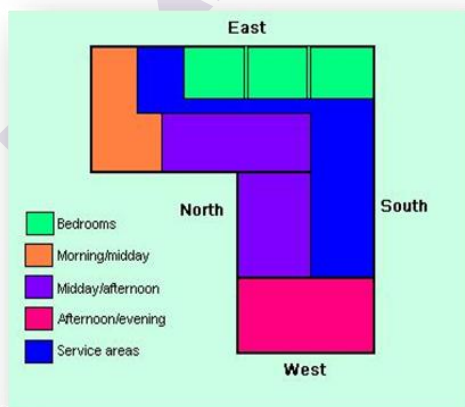 East
North
South
Bedrooms
Morning/midday
Midday/afternoon
Afternoon/evening
Service areas
West